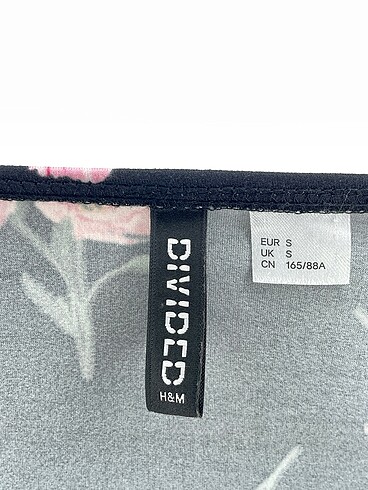 DIVIDED
H&M
EUR S
UK S
CN 165/88A